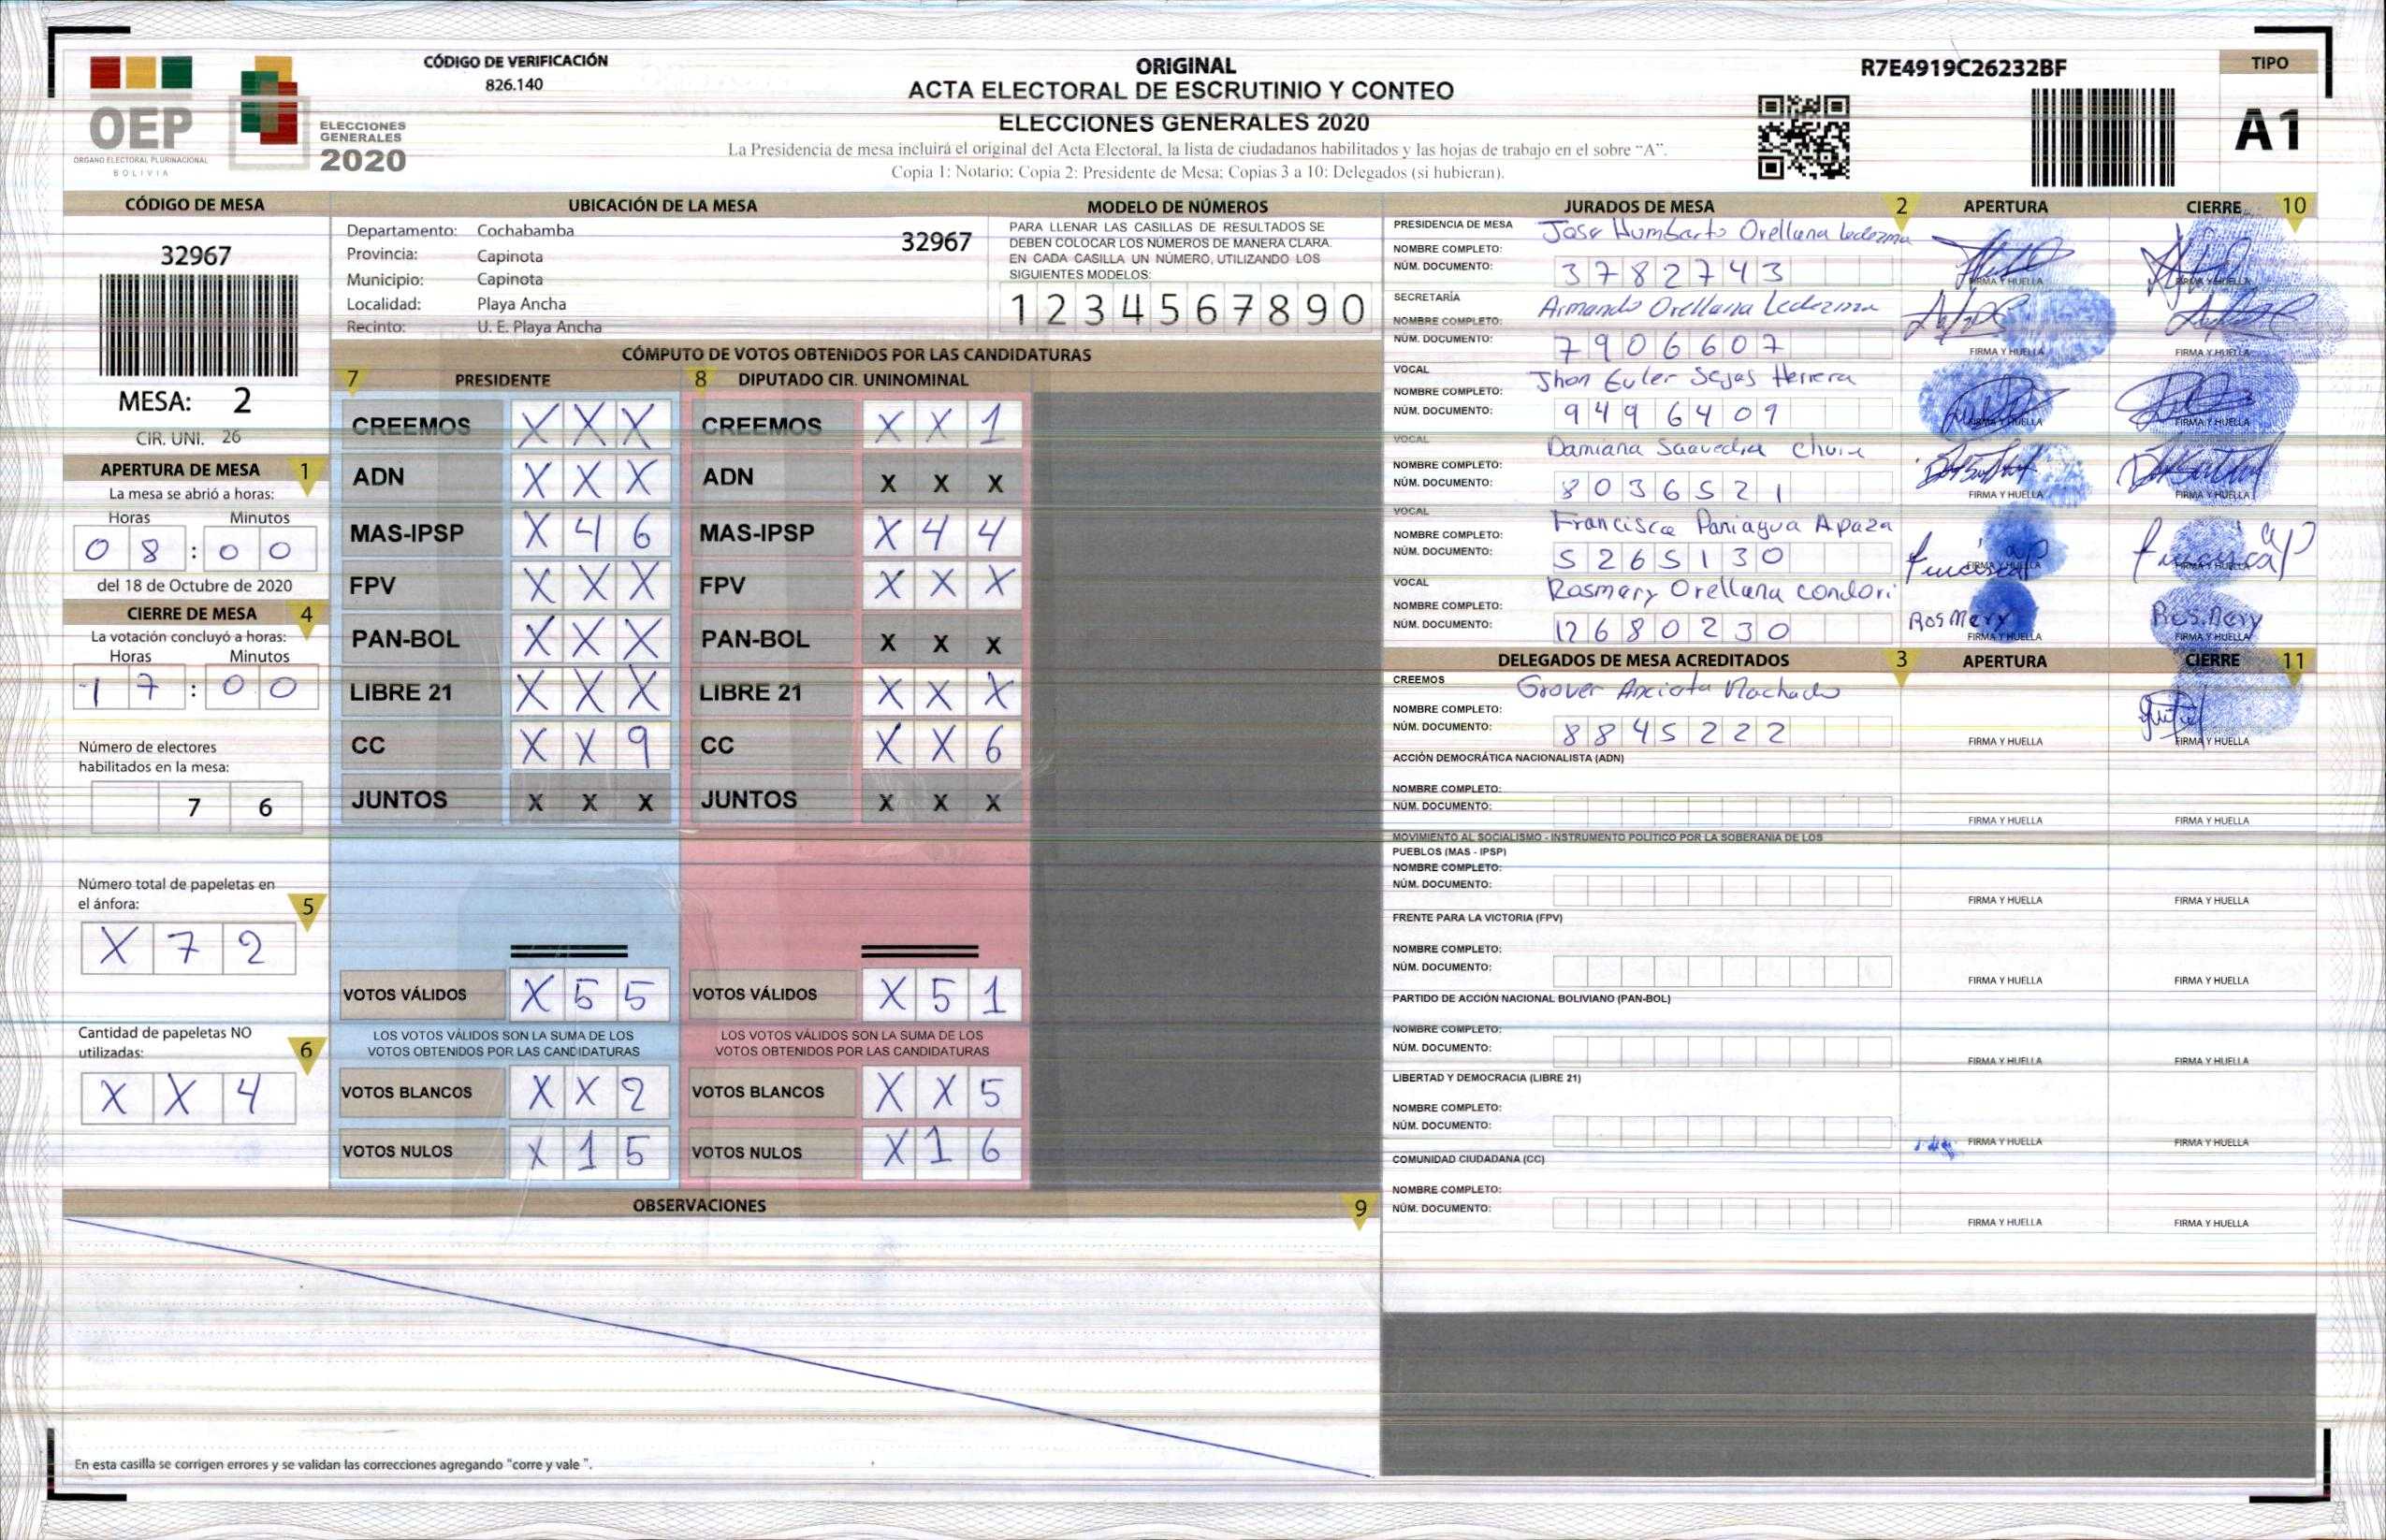 CÓDIGO DE VERIFICACIÓN
826.140
OEP
ÓRGANO ELECTORAL PLURINACIONAL
BOLIVIA
ELECCIONES
GENERALES
2020
ORIGINAL
ACTA ELECTORAL DE ESCRUTINIO Y CONTEO
ELECCIONES GENERALES 2020
La Presidencia de mesa incluirá el original del Acta Electoral, la lista de ciudadanos habilitados y las hojas de trabajo en el sobre “A”.
Copia 1: Notario; Copia 2: Presidente de Mesa; Copias 3 a 10: Delegados (si hubieran).
R7E4919C26232BF
TIPO
A1
CÓDIGO DE MESA
32967
MESA: 2
CIR. UNI. 26
APERTURA DE MESA 1
La mesa se abrió a horas:
Horas Minutos
0 8 : 0 0
del 18 de Octubre de 2020
CIERRE DE MESA 4
La votación concluyó a horas:
Horas Minutos
1 7 : 0 0
Número de electores
habilitados en la mesa:
7 6
Número total de papeletas en
el ánfora: 5
X 7 2
Cantidad de papeletas NO
utilizadas: 6
X X 4
UBICACIÓN DE LA MESA
Departamento: Cochabamba
32967
Provincia: Capinota
Municipio: Capinota
Localidad: Playa Ancha
Recinto: U. E. Playa Ancha
MODELO DE NÚMEROS
PARA LLENAR LAS CASILLAS DE RESULTADOS SE
DEBEN COLOCAR LOS NÚMEROS DE MANERA CLARA.
EN CADA CASILLA UN NÚMERO, UTILIZANDO LOS
SIGUIENTES MODELOS:
1 2 3 4 5 6 7 8 9 0
CÓMPUTO DE VOTOS OBTENIDOS POR LAS CANDIDATURAS
7 PRESIDENTE 8 DIPUTADO CIR. UNINOMINAL
CREEMOS X X X CREEMOS X X 1
ADN X X X ADN X X X
MAS-IPSP X 4 6 MAS-IPSP X 4 4
FPV X X X FPV X X X
PAN-BOL X X X PAN-BOL X X X
LIBRE 21 X X X LIBRE 21 X X X
CC X X 9 CC X X 6
JUNTOS X X X JUNTOS X X X
VOTOS VÁLIDOS X 5 5 VOTOS VÁLIDOS X 5 1
LOS VOTOS VÁLIDOS SON LA SUMA DE LOS LOS VOTOS VÁLIDOS SON LA SUMA DE LOS
VOTOS OBTENIDOS POR LAS CANDIDATURAS VOTOS OBTENIDOS POR LAS CANDIDATURAS
VOTOS BLANCOS X X 2 VOTOS BLANCOS X X 5
VOTOS NULOS X 1 5 VOTOS NULOS X 1 6
OBSERVACIONES 9
En esta casilla se corrigen errores y se validan las correcciones agregando "corre y vale ".
JURADOS DE MESA 2 APERTURA CIERRE 10
PRESIDENCIA DE MESA
NOMBRE COMPLETO: Jose Humberto Orellana Ledezma
NÚM. DOCUMENTO: 3782743
FIRMA Y HUELLA FIRMA Y HUELLA
SECRETARÍA
NOMBRE COMPLETO: Armando Orellana Ledezma
NÚM. DOCUMENTO: 7906607
FIRMA Y HUELLA FIRMA Y HUELLA
VOCAL
NOMBRE COMPLETO: Jhon Euler Sejas Herrera
NÚM. DOCUMENTO: 9496409
FIRMA Y HUELLA FIRMA Y HUELLA
VOCAL
NOMBRE COMPLETO: Damiana Saavedra
NÚM. DOCUMENTO: 8036521
FIRMA Y HUELLA FIRMA Y HUELLA
VOCAL
NOMBRE COMPLETO: Francisca Paniagua Apaza
NÚM. DOCUMENTO: 5265130
FIRMA Y HUELLA FIRMA Y HUELLA
VOCAL
NOMBRE COMPLETO: Rosmery Orellana condori
NÚM. DOCUMENTO: 12680230
RosMery RosMery
FIRMA Y HUELLA FIRMA Y HUELLA
DELEGADOS DE MESA ACREDITADOS 3 APERTURA CIERRE 11
CREEMOS
NOMBRE COMPLETO: Grover Machado
NÚM. DOCUMENTO: 8845222
FIRMA Y HUELLA FIRMA Y HUELLA
ACCIÓN DEMOCRÁTICA NACIONALISTA (ADN)
NOMBRE COMPLETO:
NÚM. DOCUMENTO:
FIRMA Y HUELLA FIRMA Y HUELLA
MOVIMIENTO AL SOCIALISMO - INSTRUMENTO POLÍTICO POR LA SOBERANÍA DE LOS
PUEBLOS (MAS - IPSP)
NOMBRE COMPLETO:
NÚM. DOCUMENTO:
FIRMA Y HUELLA FIRMA Y HUELLA
FRENTE PARA LA VICTORIA (FPV)
NOMBRE COMPLETO:
NÚM. DOCUMENTO:
FIRMA Y HUELLA FIRMA Y HUELLA
PARTIDO DE ACCIÓN NACIONAL BOLIVIANO (PAN-BOL)
NOMBRE COMPLETO:
NÚM. DOCUMENTO:
FIRMA Y HUELLA FIRMA Y HUELLA
LIBERTAD Y DEMOCRACIA (LIBRE 21)
NOMBRE COMPLETO:
NÚM. DOCUMENTO:
FIRMA Y HUELLA FIRMA Y HUELLA
COMUNIDAD CIUDADANA (CC)
NOMBRE COMPLETO:
NÚM. DOCUMENTO:
FIRMA Y HUELLA FIRMA Y HUELLA